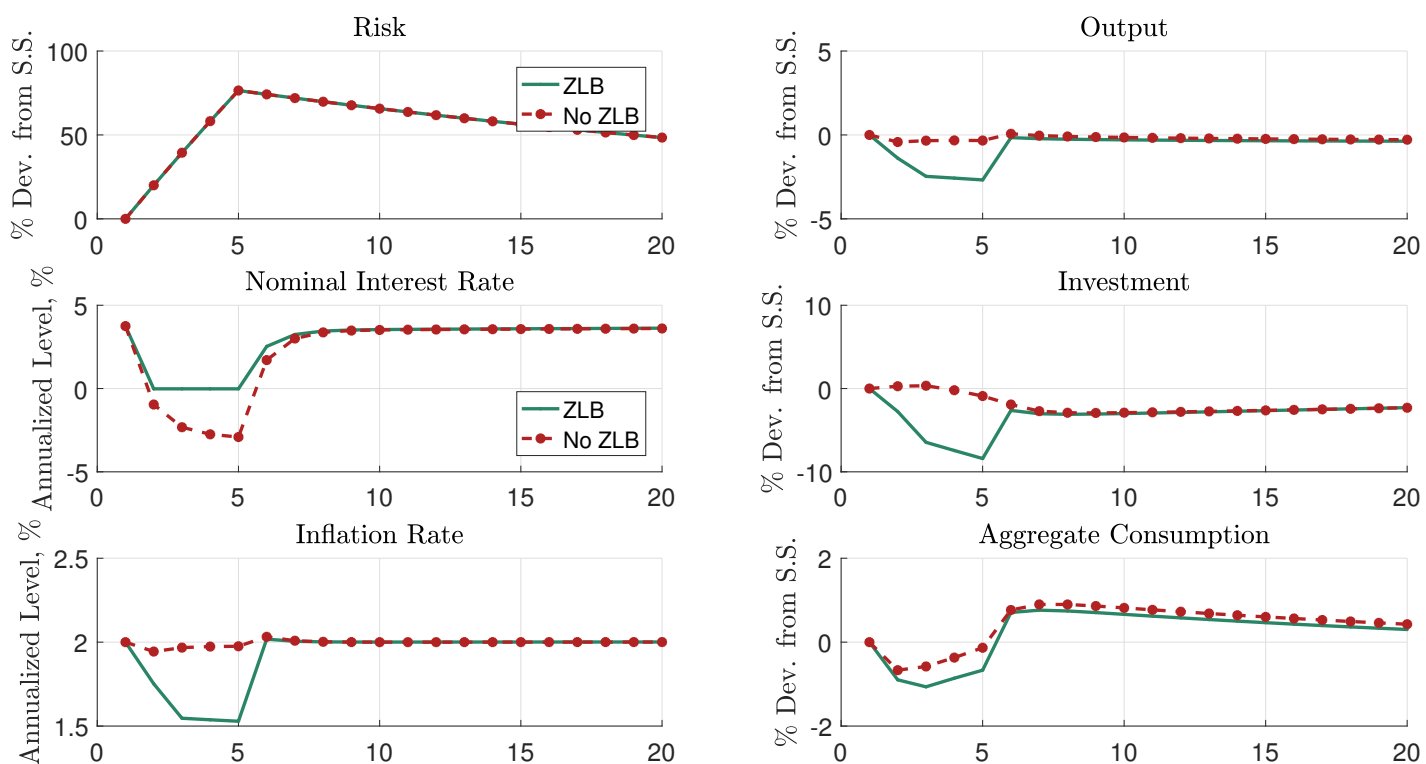 Risk
% Dev. from S.S.
100
50
0
ZLB
No ZLB
0 5 10 15 20
Output
% Dev. from S.S.
5
0
-5
0 5 10 15 20
Nominal Interest Rate
Annualized Level, %
5
0
-5
ZLB
No ZLB
0 5 10 15 20
Investment
% Dev. from S.S.
10
0
-10
0 5 10 15 20
Inflation Rate
Annualized Level, %
2.5
2
1.5
0 5 10 15 20
Aggregate Consumption
% Dev. from S.S.
2
0
-2
0 5 10 15 20